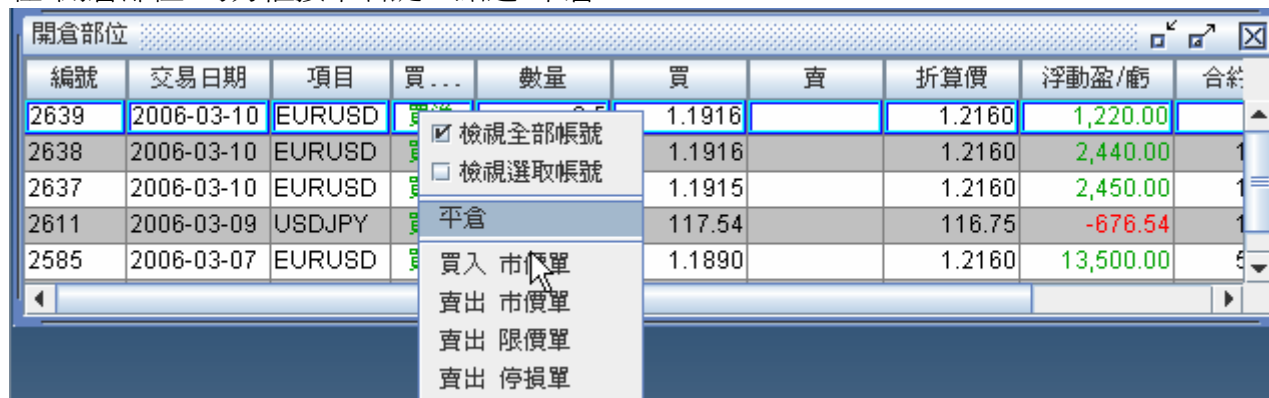 開倉部位
編號 交易日期 項目 買... 數量 買 賣 折算價 浮動盈/虧
2639 2006-03-10 EURUSD 1.1916 1.2160 1,220.00
2638 2006-03-10 EURUSD 1.1916 1.2160 2,440.00
2637 2006-03-10 EURUSD 1.1915 1.2160 2,450.00
2611 2006-03-09 USDJPY 117.54 116.75 -676.54
2585 2006-03-07 EURUSD 1.1890 1.2160 13,500.00
檢視全部帳號
檢視選取帳號
平倉
買入 市價單
賣出 市價單
賣出 限價單
賣出 停損單